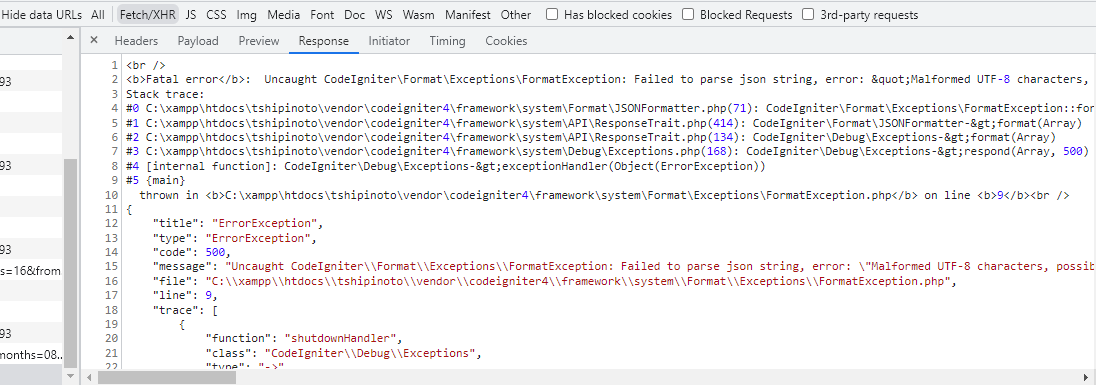 Hide data URLs All Fetch/XHR JS CSS Img Media Font Doc WS Wasm Manifest Other Has blocked cookies Blocked Requests 3rd-party requests
× Headers Payload Preview Response Initiator Timing Cookies
93
93
93
s=16&from
93
months=08...
1 <br />
2 <b>Fatal error</b>:  Uncaught CodeIgniter\Format\Exceptions\FormatException: Failed to parse json string, error: &quot;Malformed UTF-8 characters,
3 Stack trace:
4 #0 C:\xampp\htdocs\tshipinoto\vendor\codeigniter4\framework\system\Format\JSONFormatter.php(71): CodeIgniter\Format\Exceptions\FormatException::for
5 #1 C:\xampp\htdocs\tshipinoto\vendor\codeigniter4\framework\system\API\ResponseTrait.php(414): CodeIgniter\Format\JSONFormatter-&gt;format(Array)
6 #2 C:\xampp\htdocs\tshipinoto\vendor\codeigniter4\framework\system\API\ResponseTrait.php(134): CodeIgniter\Debug\Exceptions-&gt;format(Array)
7 #3 C:\xampp\htdocs\tshipinoto\vendor\codeigniter4\framework\system\Debug\Exceptions.php(168): CodeIgniter\Debug\Exceptions-&gt;respond(Array, 500)
8 #4 [internal function]: CodeIgniter\Debug\Exceptions-&gt;exceptionHandler(Object(ErrorException))
9 #5 {main}
10   thrown in <b>C:\xampp\htdocs\tshipinoto\vendor\codeigniter4\framework\system\Format\Exceptions\FormatException.php</b> on line <b>9</b><br />
11 {
12     "title": "ErrorException",
13     "type": "ErrorException",
14     "code": 500,
15     "message": "Uncaught CodeIgniter\\Format\\Exceptions\\FormatException: Failed to parse json string, error: \"Malformed UTF-8 characters, possib
16     "file": "C:\\xampp\\htdocs\\tshipinoto\\vendor\\codeigniter4\\framework\\system\\Format\\Exceptions\\FormatException.php",
17     "line": 9,
18     "trace": [
19         {
20             "function": "shutdownHandler",
21             "class": "CodeIgniter\\Debug\\Exceptions",
22             "type": "->"